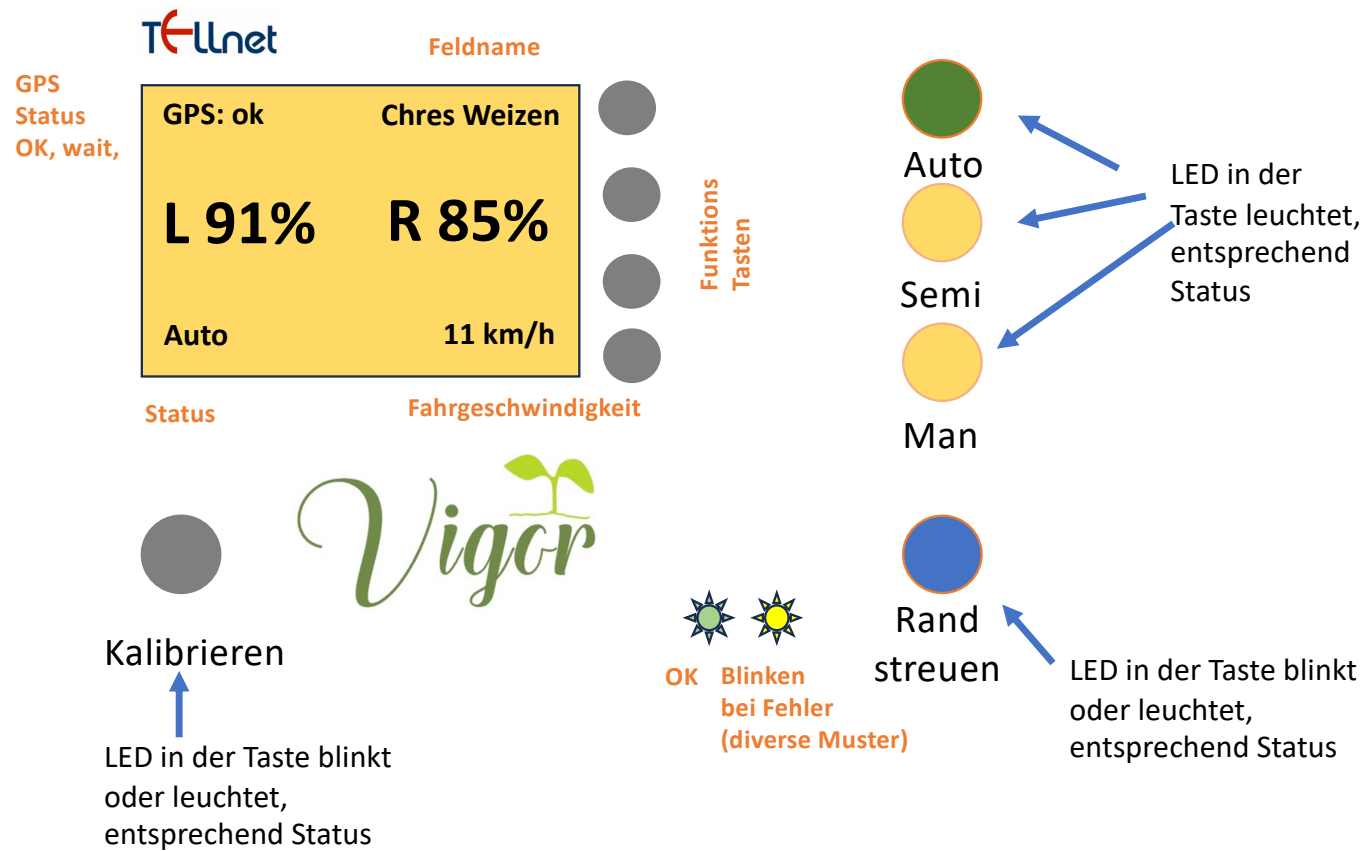 TELLnet
Feldname
GPS
Status
OK, wait,
GPS: ok
Chres Weizen
L 91%
R 85%
Auto
11 km/h
Funktions
Tasten
Status
Fahrgeschwindigkeit
Auto
Semi
Man
LED in der
Taste leuchtet,
entsprechend
Status
Vigor
Kalibrieren
LED in der Taste blinkt
oder leuchtet,
entsprechend Status
OK
Blinken
bei Fehler
(diverse Muster)
Rand
streuen
LED in der Taste blinkt
oder leuchtet,
entsprechend Status